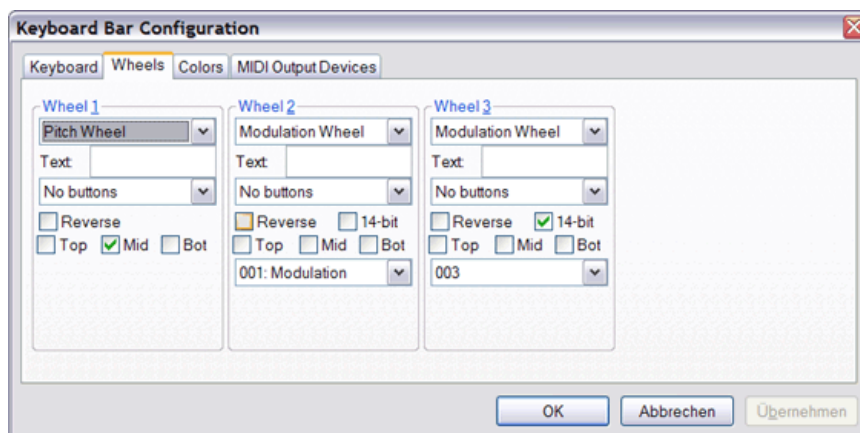 Keyboard Bar Configuration
Keyboard Wheels Colors MIDI Output Devices
Wheel 1 Wheel 2 Wheel 3
Pitch Wheel Modulation Wheel Modulation Wheel
Text: Text: Text:
No buttons No buttons No buttons
Reverse Reverse 14-bit Reverse 14-bit
Top Mid Bot Top Mid Bot Top Mid Bot
001: Modulation 003
OK Abbrechen Übernehmen